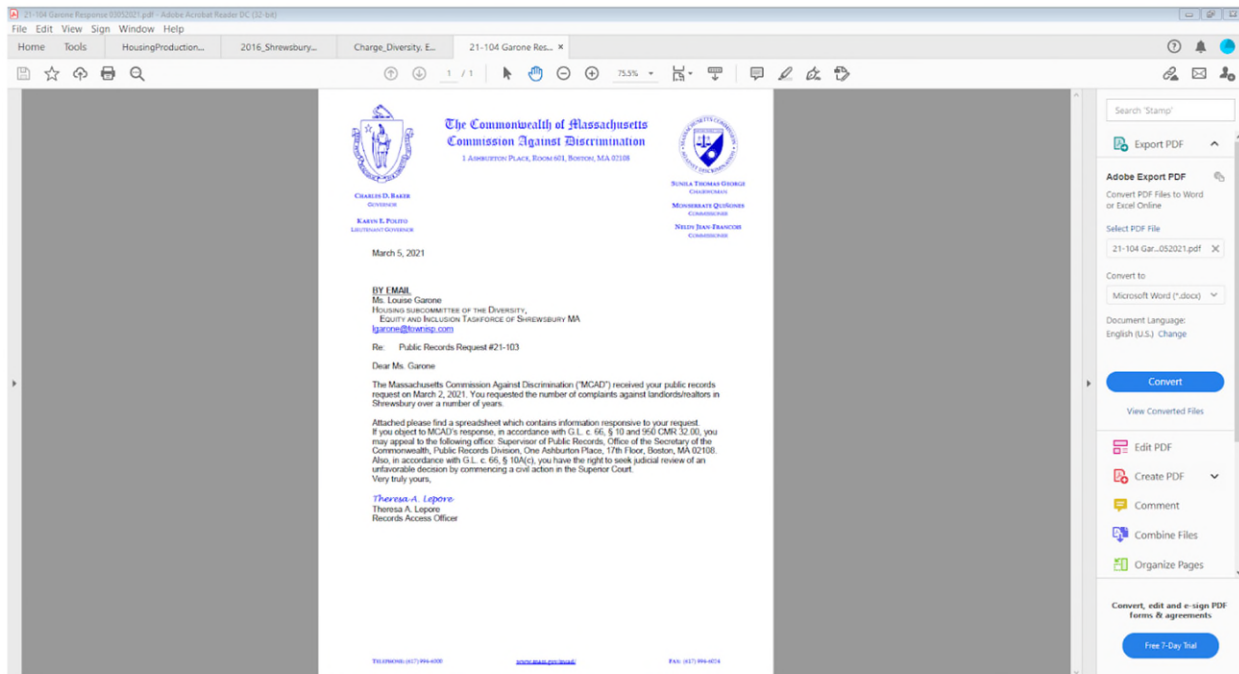 21-104 Garone Response 03052021.pdf - Adobe Acrobat Reader DC (32-bit)
File Edit View Sign Window Help
Home Tools HousingProduction... 2016_Shrewsbury... Charge_Diversity. E... 21-104 Garone Res... ×
1 / 1 75.5%
The Commonwealth of Massachusetts
Commission Against Discrimination
1 Ashburton Place, Room 601, Boston, MA 02108
Charles D. Baker
Governor
Karyn E. Polito
Lieutenant Governor
Sunila Thomas George
Chairwoman
Monserrate Quiñones
Commissioner
Neldy Jean-Francois
Commissioner
March 5, 2021
BY EMAIL
Ms. Louise Garone
Housing subcommittee of the Diversity,
Equity and Inclusion Taskforce of Shrewsbury MA
lgarone@townisp.com
Re: Public Records Request #21-103
Dear Ms. Garone
The Massachusetts Commission Against Discrimination ("MCAD") received your public records
request on March 2, 2021. You requested the number of complaints against landlords/realtors in
Shrewsbury over a number of years.
Attached please find a spreadsheet which contains information responsive to your request.
If you object to MCAD's response, in accordance with G.L. c. 66, § 10 and 950 CMR 32.00, you
may appeal to the following office: Supervisor of Public Records, Office of the Secretary of the
Commonwealth, Public Records Division, One Ashburton Place, 17th Floor, Boston, MA 02108.
Also, in accordance with G.L. c. 66, § 10A(c), you have the right to seek judicial review of an
unfavorable decision by commencing a civil action in the Superior Court.
Very truly yours,
Theresa A. Lepore
Theresa A. Lepore
Records Access Officer
Telephone: (617) 994-6000 www.mass.gov/mcad/ Fax: (617) 994-6024
Search 'Stamp'
Export PDF
Adobe Export PDF
Convert PDF Files to Word
or Excel Online
Select PDF File
21-104 Gar...052021.pdf ×
Convert to
Microsoft Word (*.docx)
Document Language:
English (U.S.) Change
Convert
View Converted Files
Edit PDF
Create PDF
Comment
Combine Files
Organize Pages
Convert, edit and e-sign PDF
forms & agreements
Free 7-Day Trial